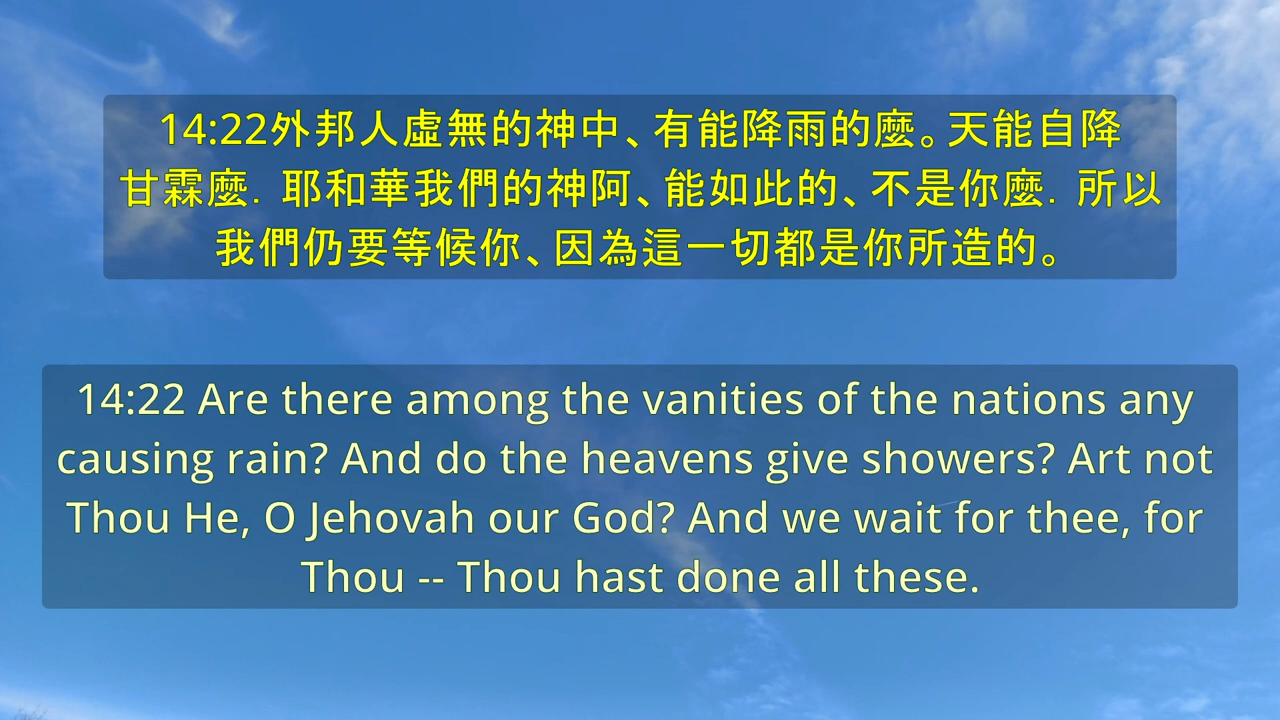 14:22外邦人虛無的神中、有能降雨的麼。天能自降
甘霖麼． 耶和華我們的神阿、能如此的、不是你麼． 所以
我們仍要等候你、因為這一切都是你所造的。
14:22 Are there among the vanities of the nations any
causing rain? And do the heavens give showers? Art not
Thou He, O Jehovah our God? And we wait for thee, for
Thou -- Thou hast done all these.